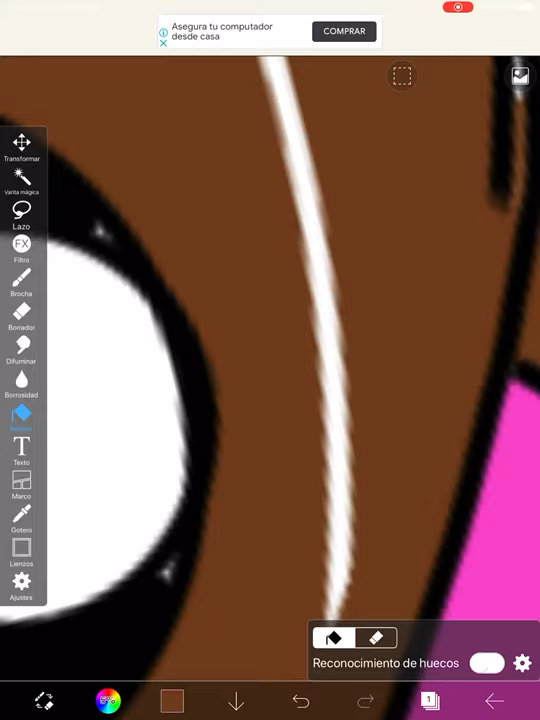 Asegura tu computador
desde casa
COMPRAR
Transformar
Varita mágica
Lazo
FX
Filtro
Brocha
Borrador
Difuminar
Borrosidad
T
Texto
Marco
Gotero
Lienzos
Ajustes
Reconocimiento de huecos
1